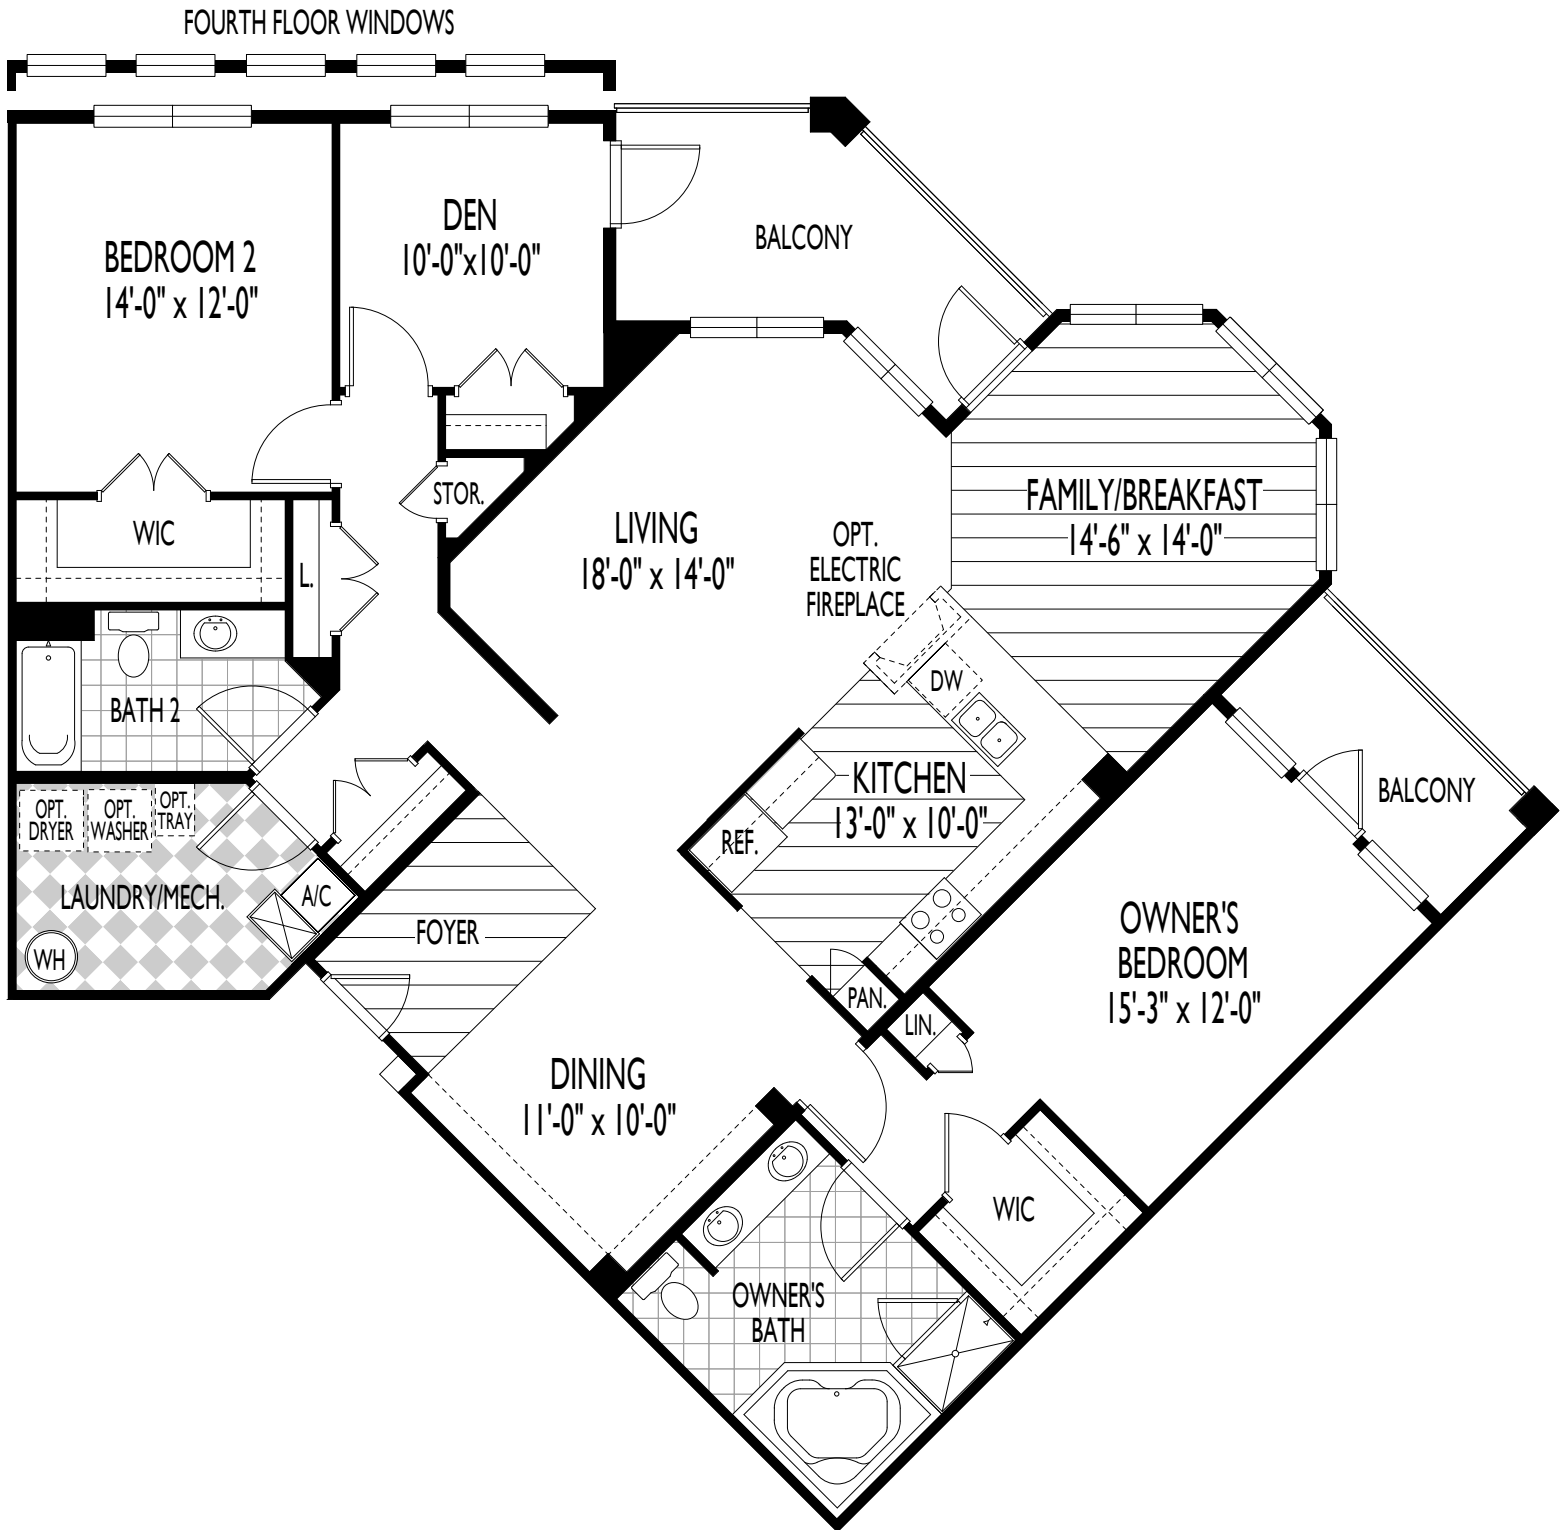 FOURTH FLOOR WINDOWS
DEN
10'-0"x10'-0"
BALCONY
BEDROOM 2
14'-0" x 12'-0"
STOR.
FAMILY/BREAKFAST
14'-6" x 14'-0"
LIVING
18'-0" x 14'-0"
OPT.
ELECTRIC
FIREPLACE
WIC
L.
DW
BATH 2
KITCHEN
13'-0" x 10'-0"
BALCONY
OPT.
DRYER
OPT.
WASHER
OPT.
TRAY
REF.
LAUNDRY/MECH.
A/C
FOYER
OWNER'S
BEDROOM
15'-3" x 12'-0"
WH
PAN.
LIN.
DINING
11'-0" x 10'-0"
WIC
OWNER'S
BATH